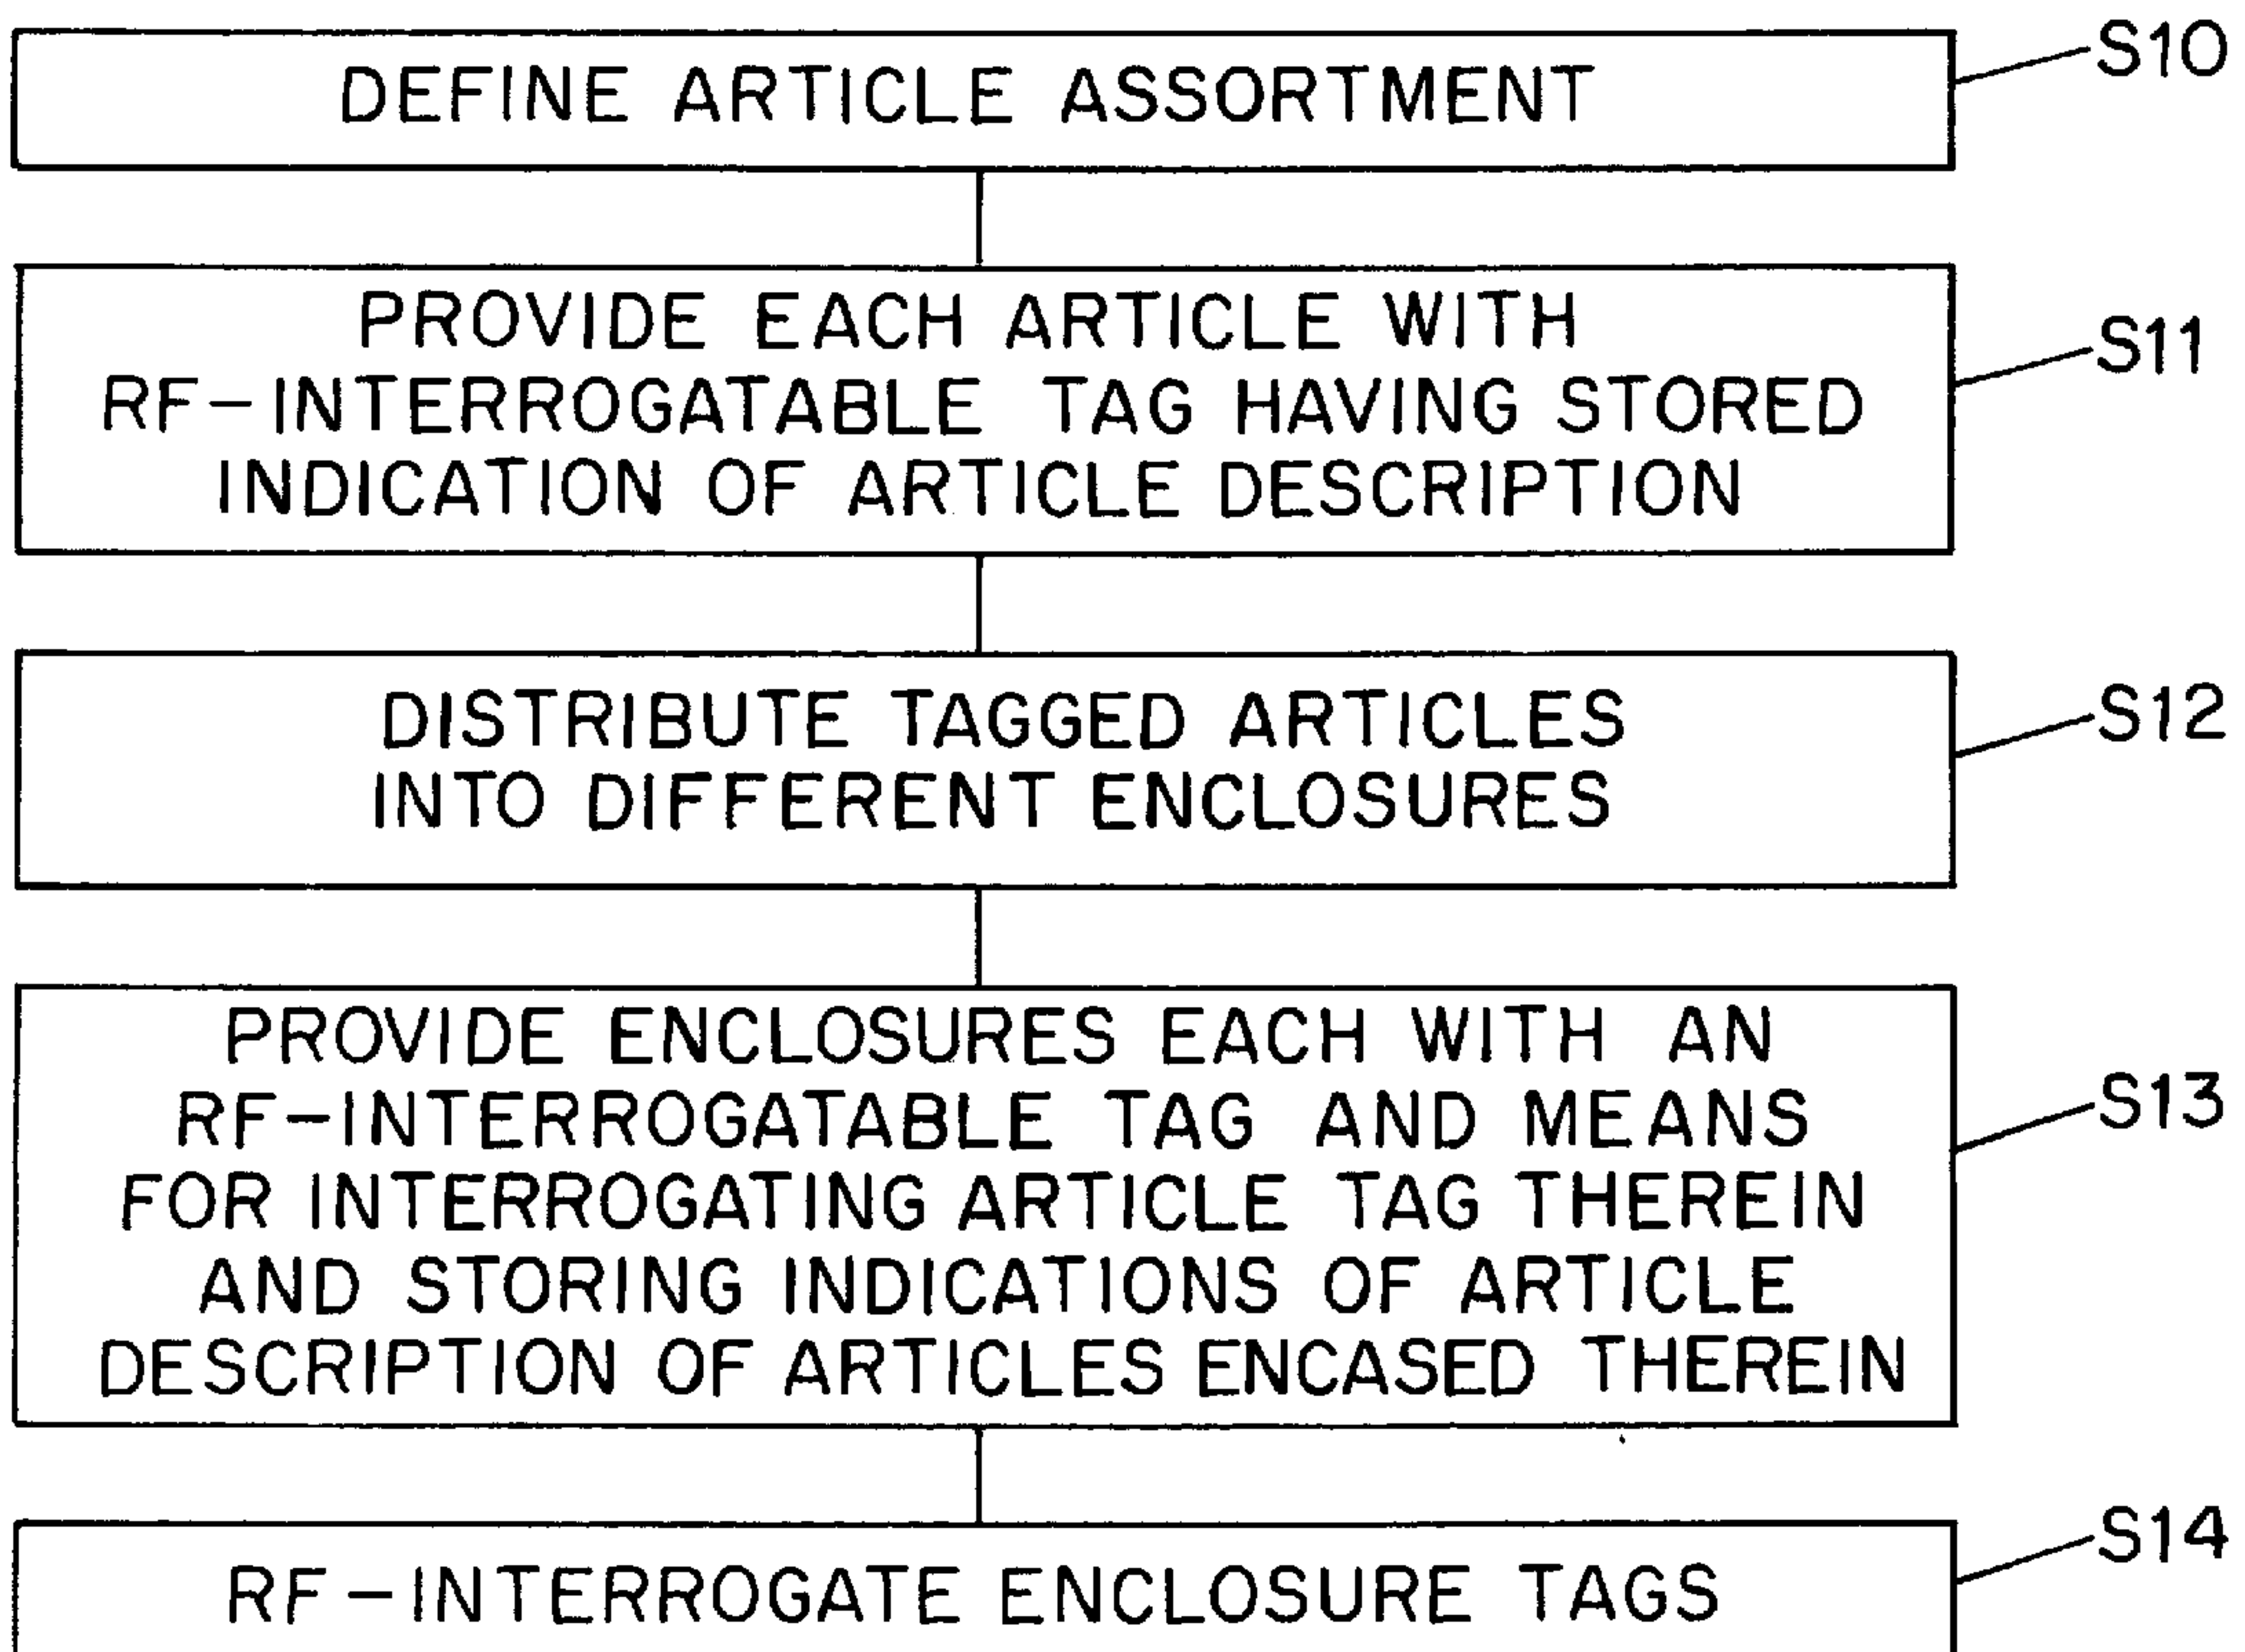 DEFINE ARTICLE ASSORTMENT
S10
PROVIDE EACH ARTICLE WITH
RF-INTERROGATABLE TAG HAVING STORED
INDICATION OF ARTICLE DESCRIPTION
S11
DISTRIBUTE TAGGED ARTICLES
INTO DIFFERENT ENCLOSURES
S12
PROVIDE ENCLOSURES EACH WITH AN
RF-INTERROGATABLE TAG AND MEANS
FOR INTERROGATING ARTICLE TAG THEREIN
AND STORING INDICATIONS OF ARTICLE
DESCRIPTION OF ARTICLES ENCASED THEREIN
S13
RF-INTERROGATE ENCLOSURE TAGS
S14